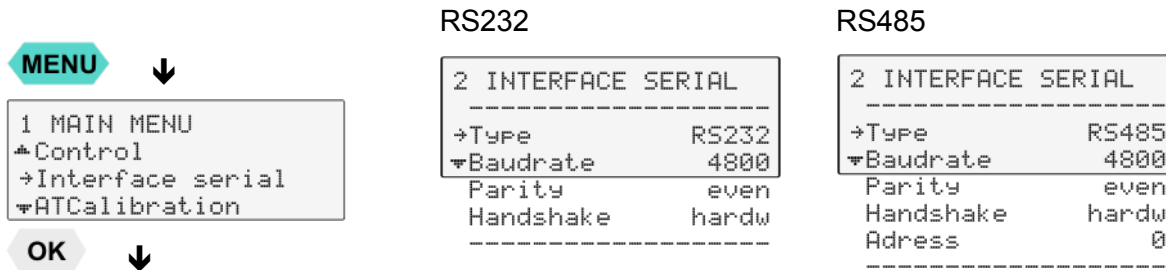 MENU
1 MAIN MENU
Control
→Interface serial
ATCalibration
OK
RS232
2 INTERFACE SERIAL
--------------------
→Type RS232
Baudrate 4800
Parity even
Handshake hardw
--------------------
RS485
2 INTERFACE SERIAL
--------------------
→Type RS485
Baudrate 4800
Parity even
Handshake hardw
Adress 0
--------------------